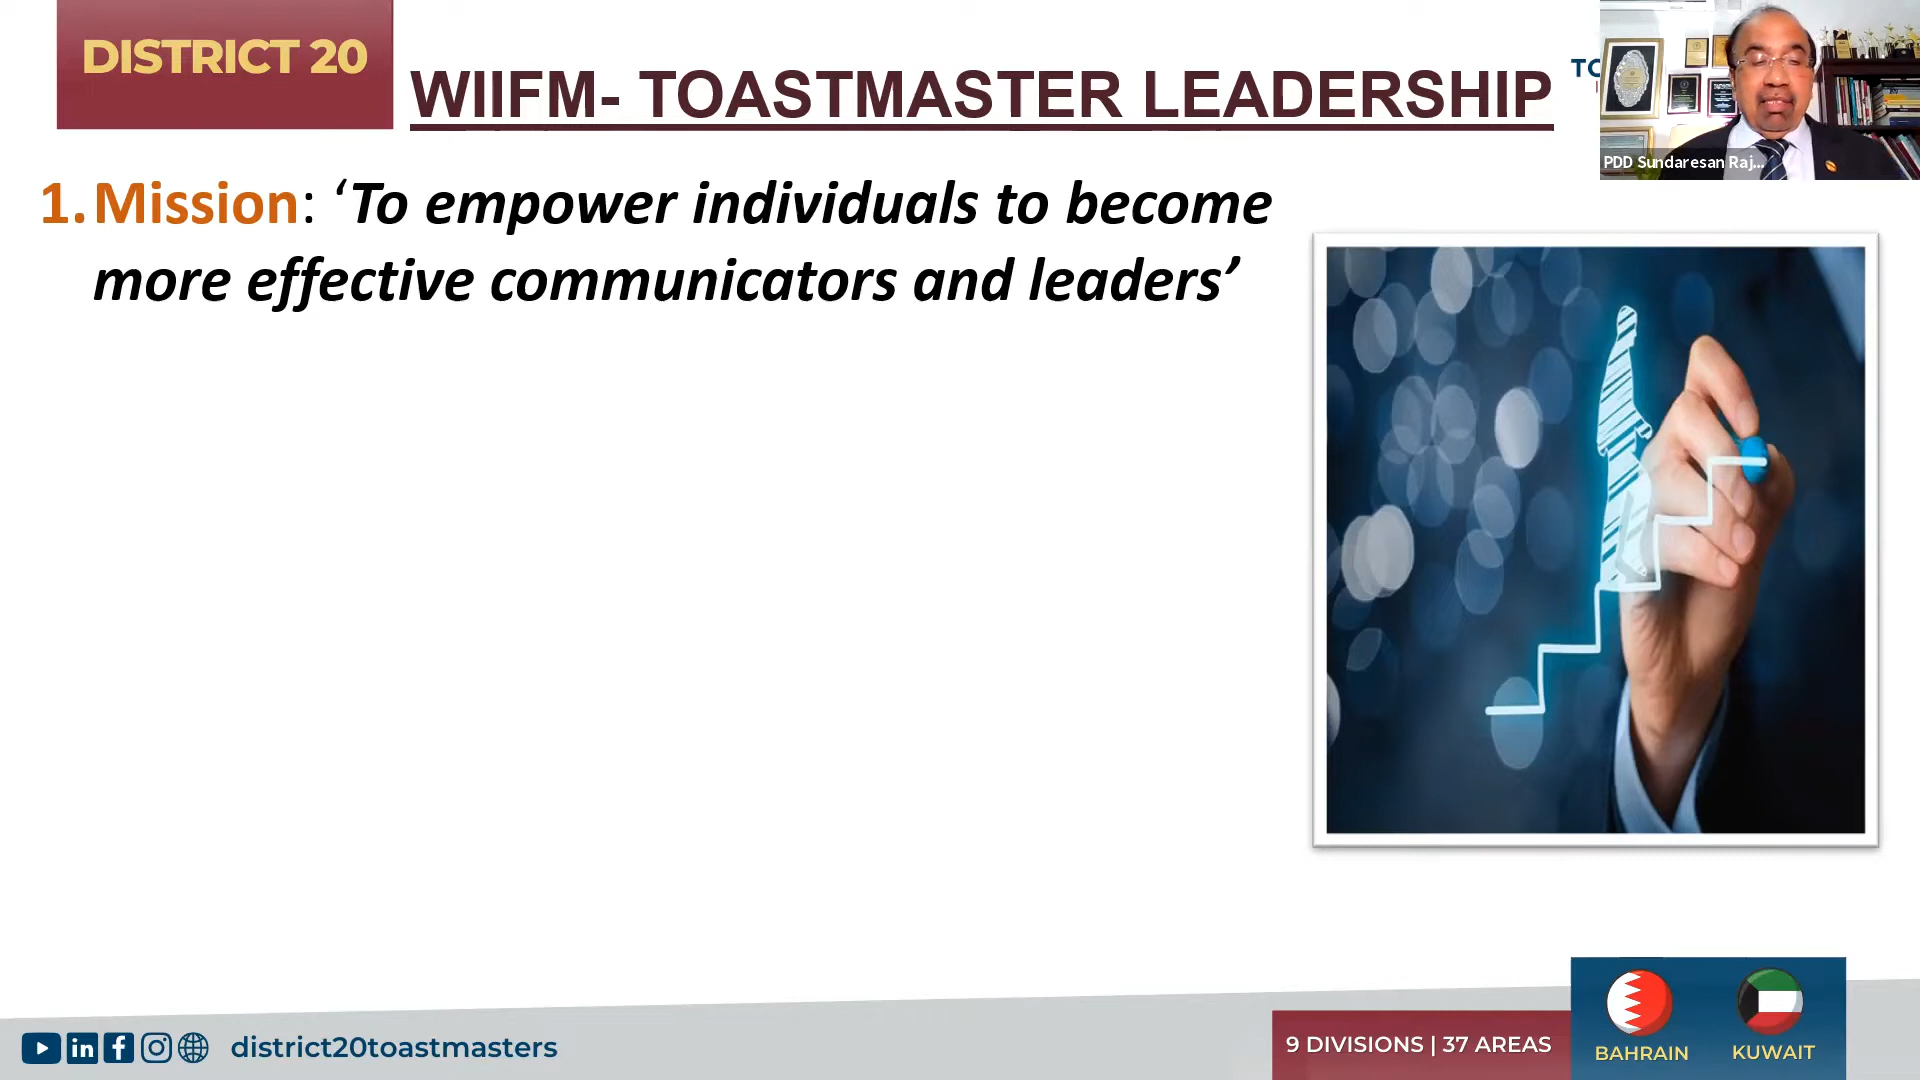 DISTRICT 20
WIIFM- TOASTMASTER LEADERSHIP
PDD Sundaresan Raj...
1. Mission: ‘To empower individuals to become
more effective communicators and leaders’
district20toastmasters
9 DIVISIONS | 37 AREAS
BAHRAIN
KUWAIT